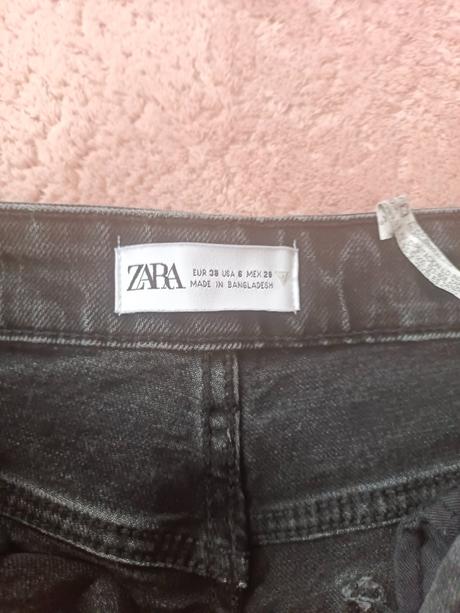 ZARA
EUR 38 USA 6 MEX 28
MADE IN BANGLADESH